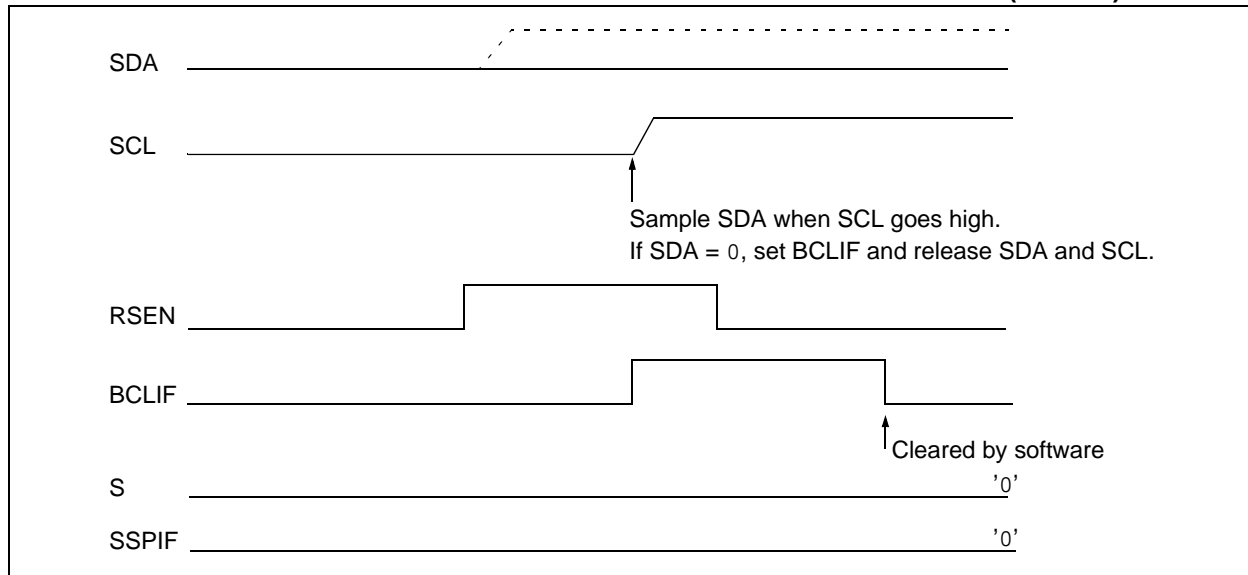 SDA
SCL
Sample SDA when SCL goes high.
If SDA = 0, set BCLIF and release SDA and SCL.
RSEN
BCLIF
Cleared by software
S
'0'
SSPIF
'0'